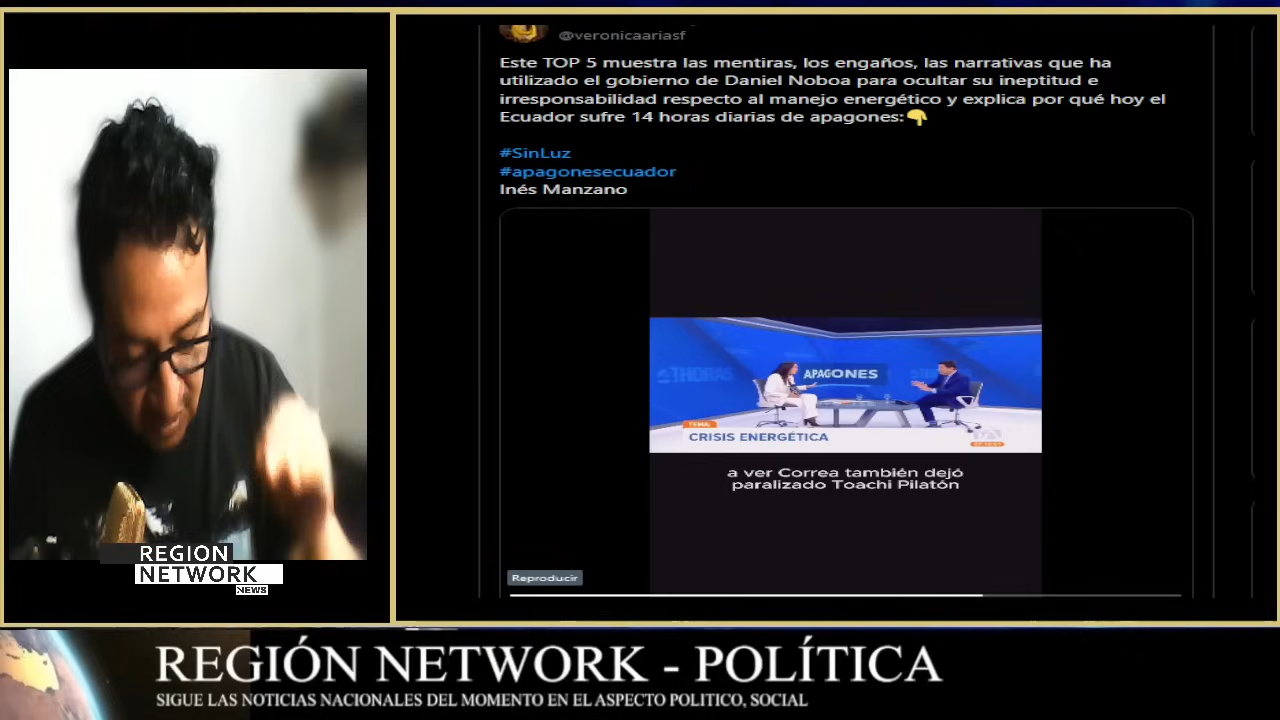 @veronicaariasf
Este TOP 5 muestra las mentiras, los engaños, las narrativas que ha
utilizado el gobierno de Daniel Noboa para ocultar su ineptitud e
irresponsabilidad respecto al manejo energético y explica por qué hoy el
Ecuador sufre 14 horas diarias de apagones:👇
#SinLuz
#apagonesecuador
Inés Manzano
APAGONES
TEMA:
CRISIS ENERGÉTICA
a ver Correa también dejó
paralizado Toachi Pilatón
Reproducir
REGION
NETWORK
NEWS
REGIÓN NETWORK - POLÍTICA
SIGUE LAS NOTICIAS NACIONALES DEL MOMENTO EN EL ASPECTO POLITICO, SOCIAL